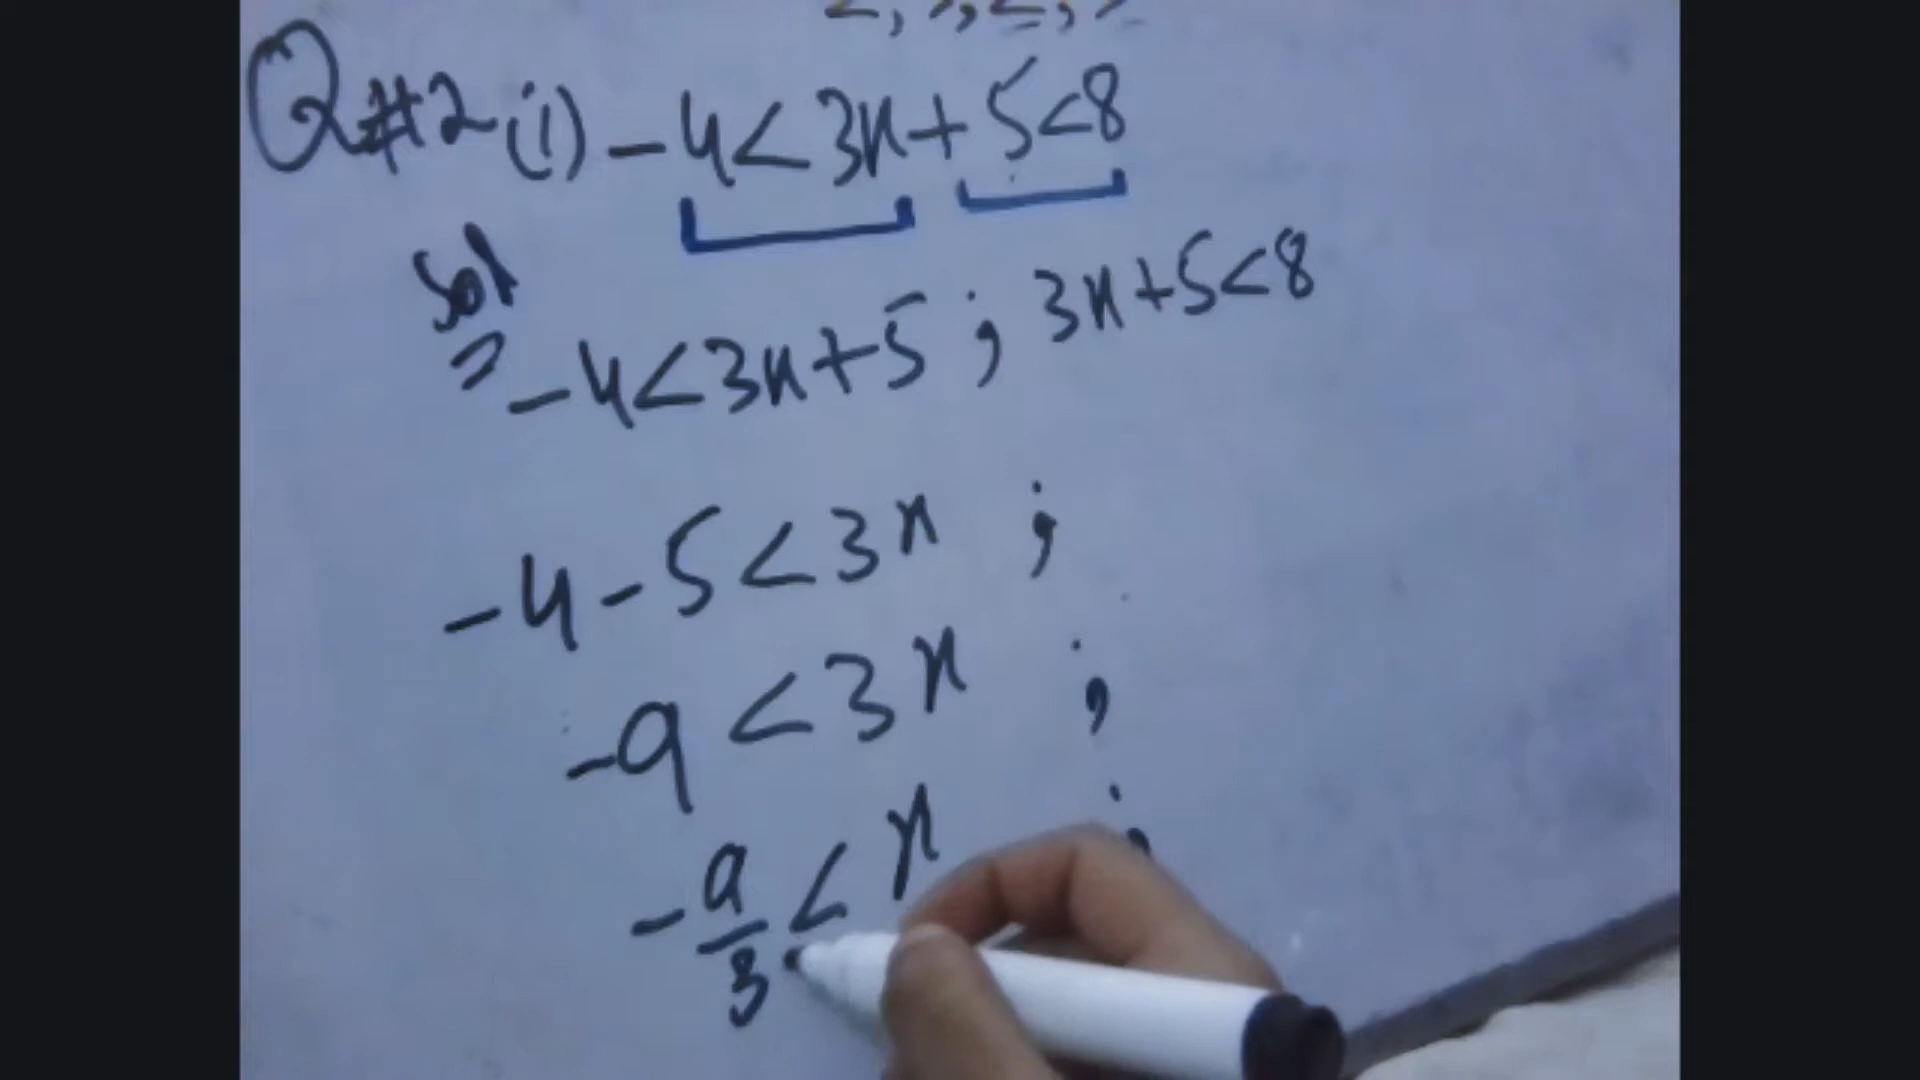 <, >, ≤, ≥
Q#2 (i) -4<3x+5<8
Sol
-4<3x+5 ; 3x+5<8
-4-5<3x ;
-9<3x ;
-9/3<x ;